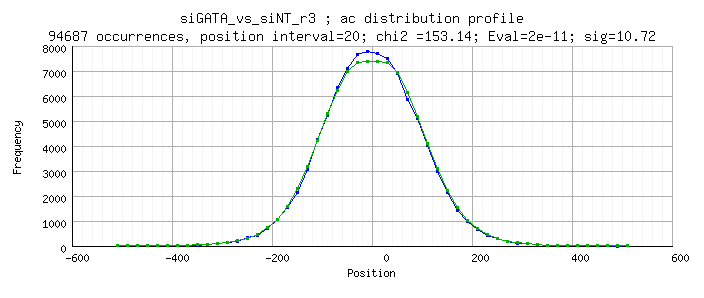 siGATA_vs_siNT_r3 ; ac distribution profile
94687 occurrences, position interval=20; chi2 =153.14; Eval=2e-11; sig=10.72
8000
7000
6000
5000
4000
3000
2000
1000
0
Frequency
-600 -400 -200 0 200 400 600
Position